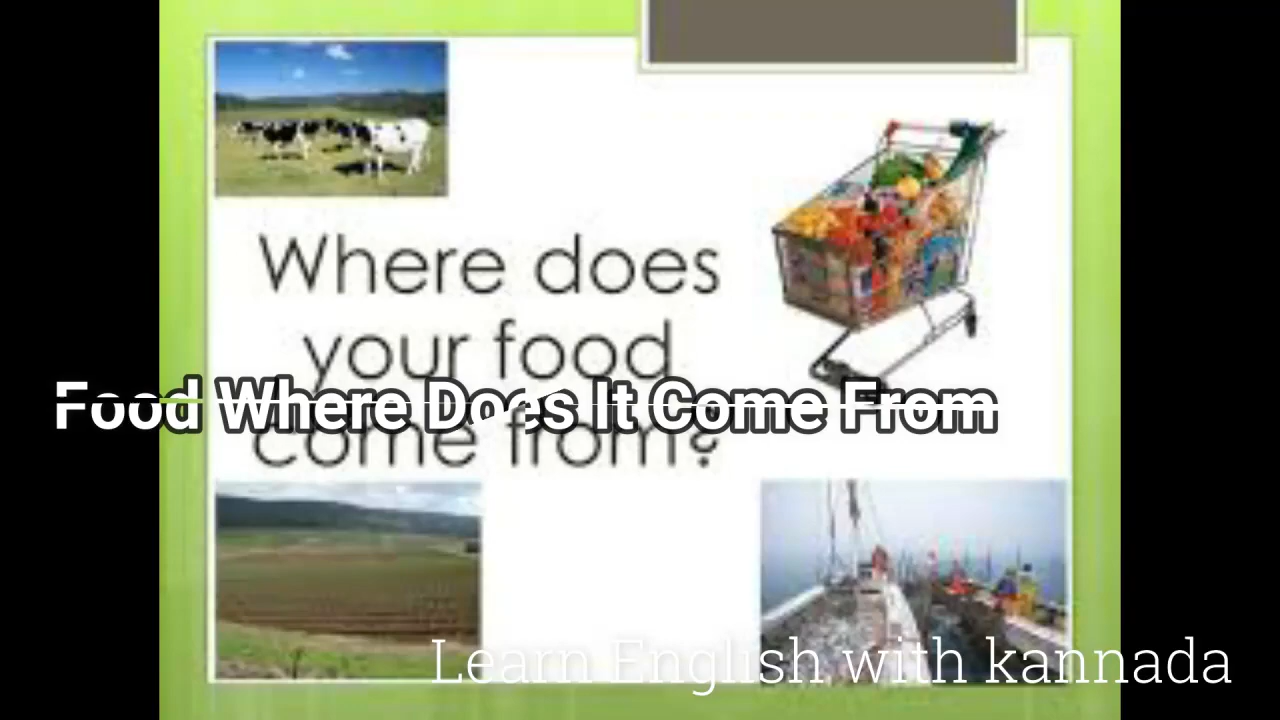 Where does
your food
come from?
Food Where Does It Come From
Learn English with kannada